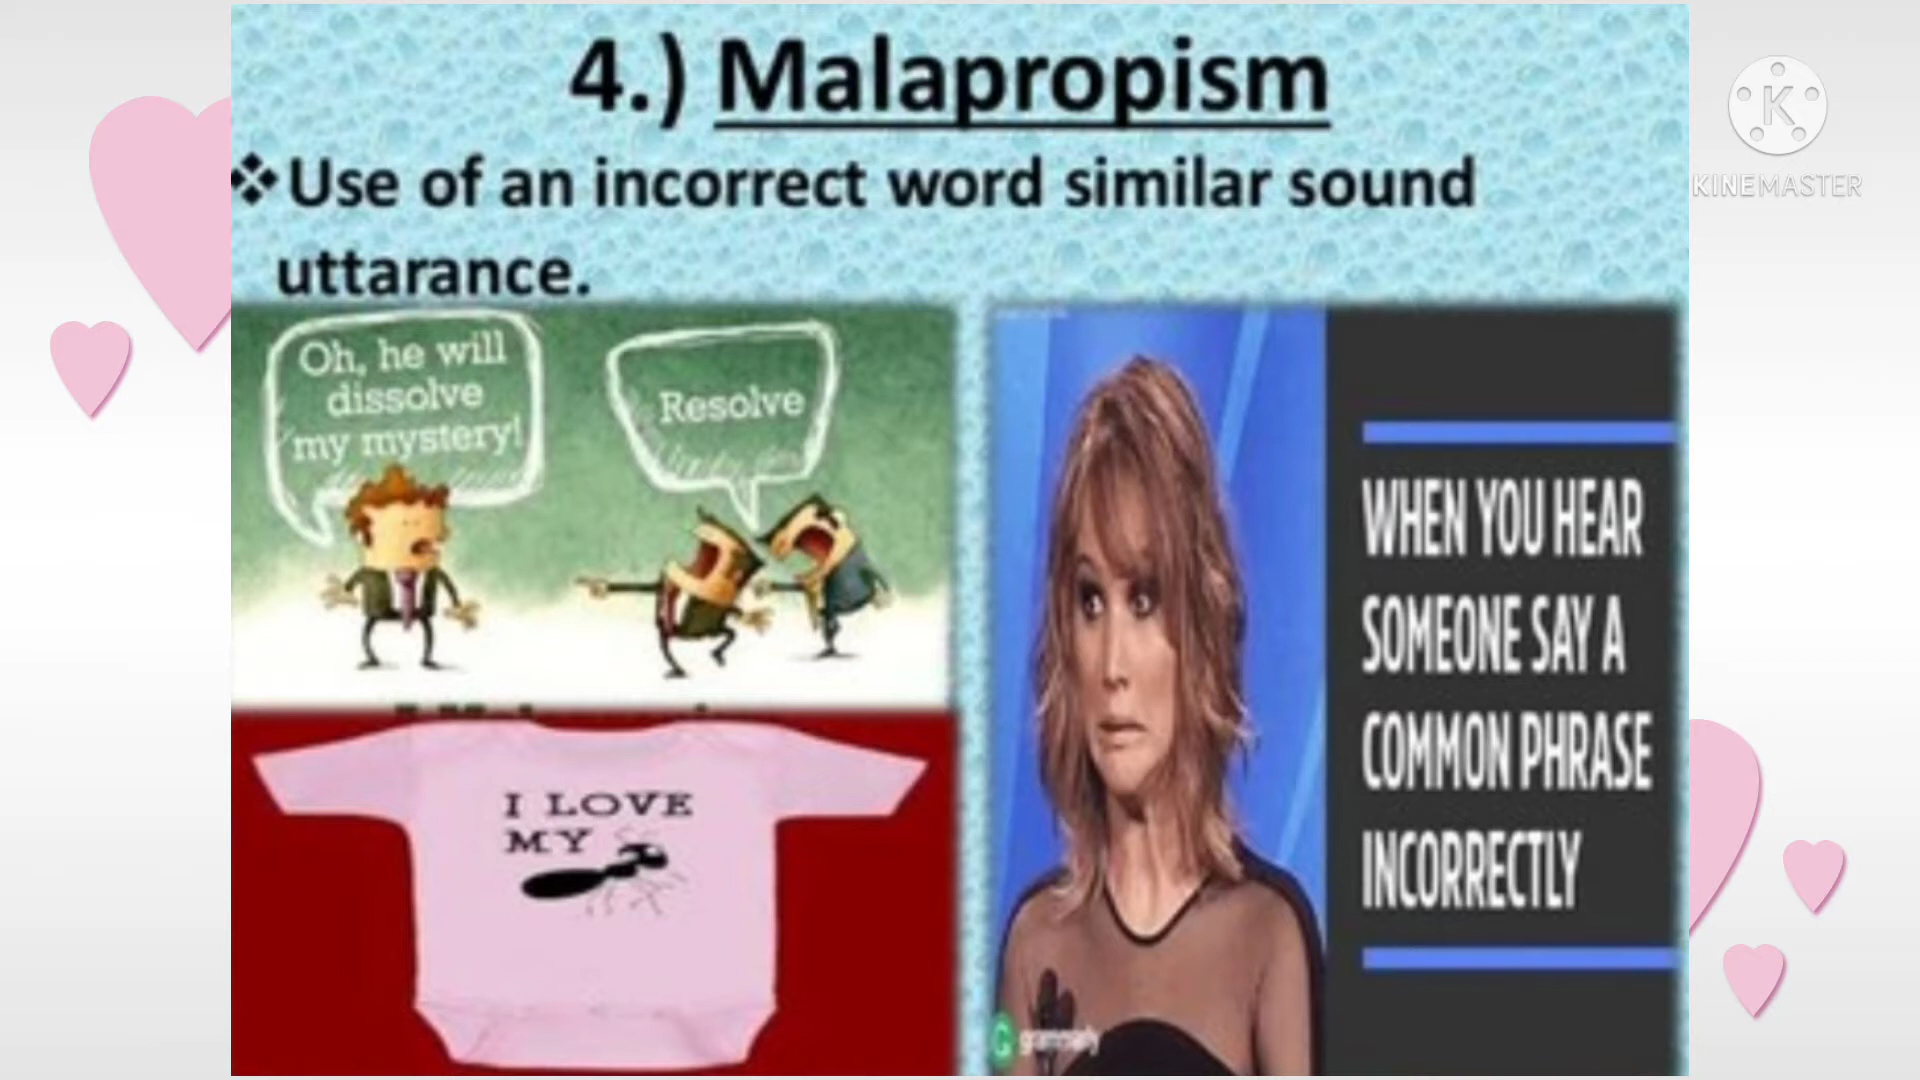 4.) Malapropism
❖Use of an incorrect word similar sound
uttarance.
Oh, he will
dissolve
my mystery!
Resolve
I LOVE
MY
WHEN YOU HEAR
SOMEONE SAY A
COMMON PHRASE
INCORRECTLY
grammarly
K
KINEMASTER